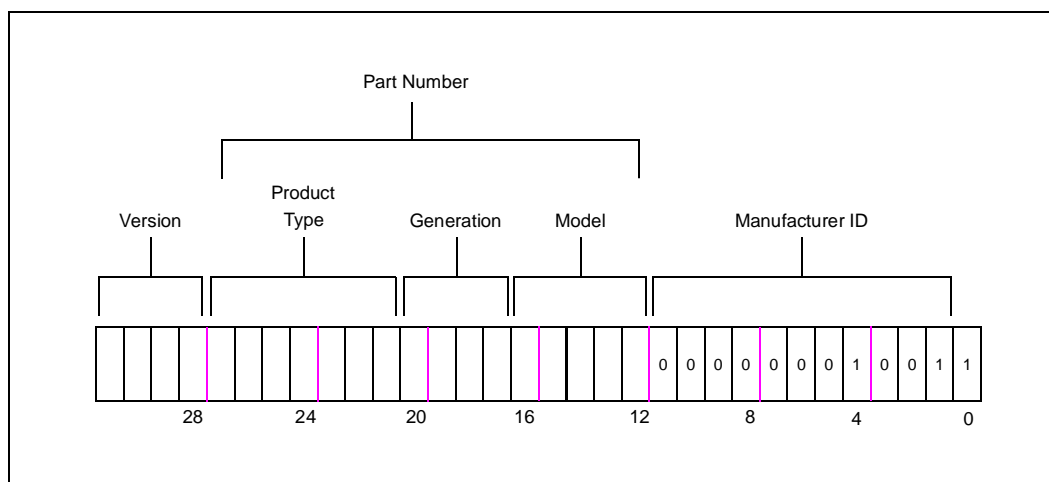 Part Number
Product
Version Type Generation Model Manufacturer ID
0 0 0 0 0 0 0 1 0 0 1 1
28 24 20 16 12 8 4 0